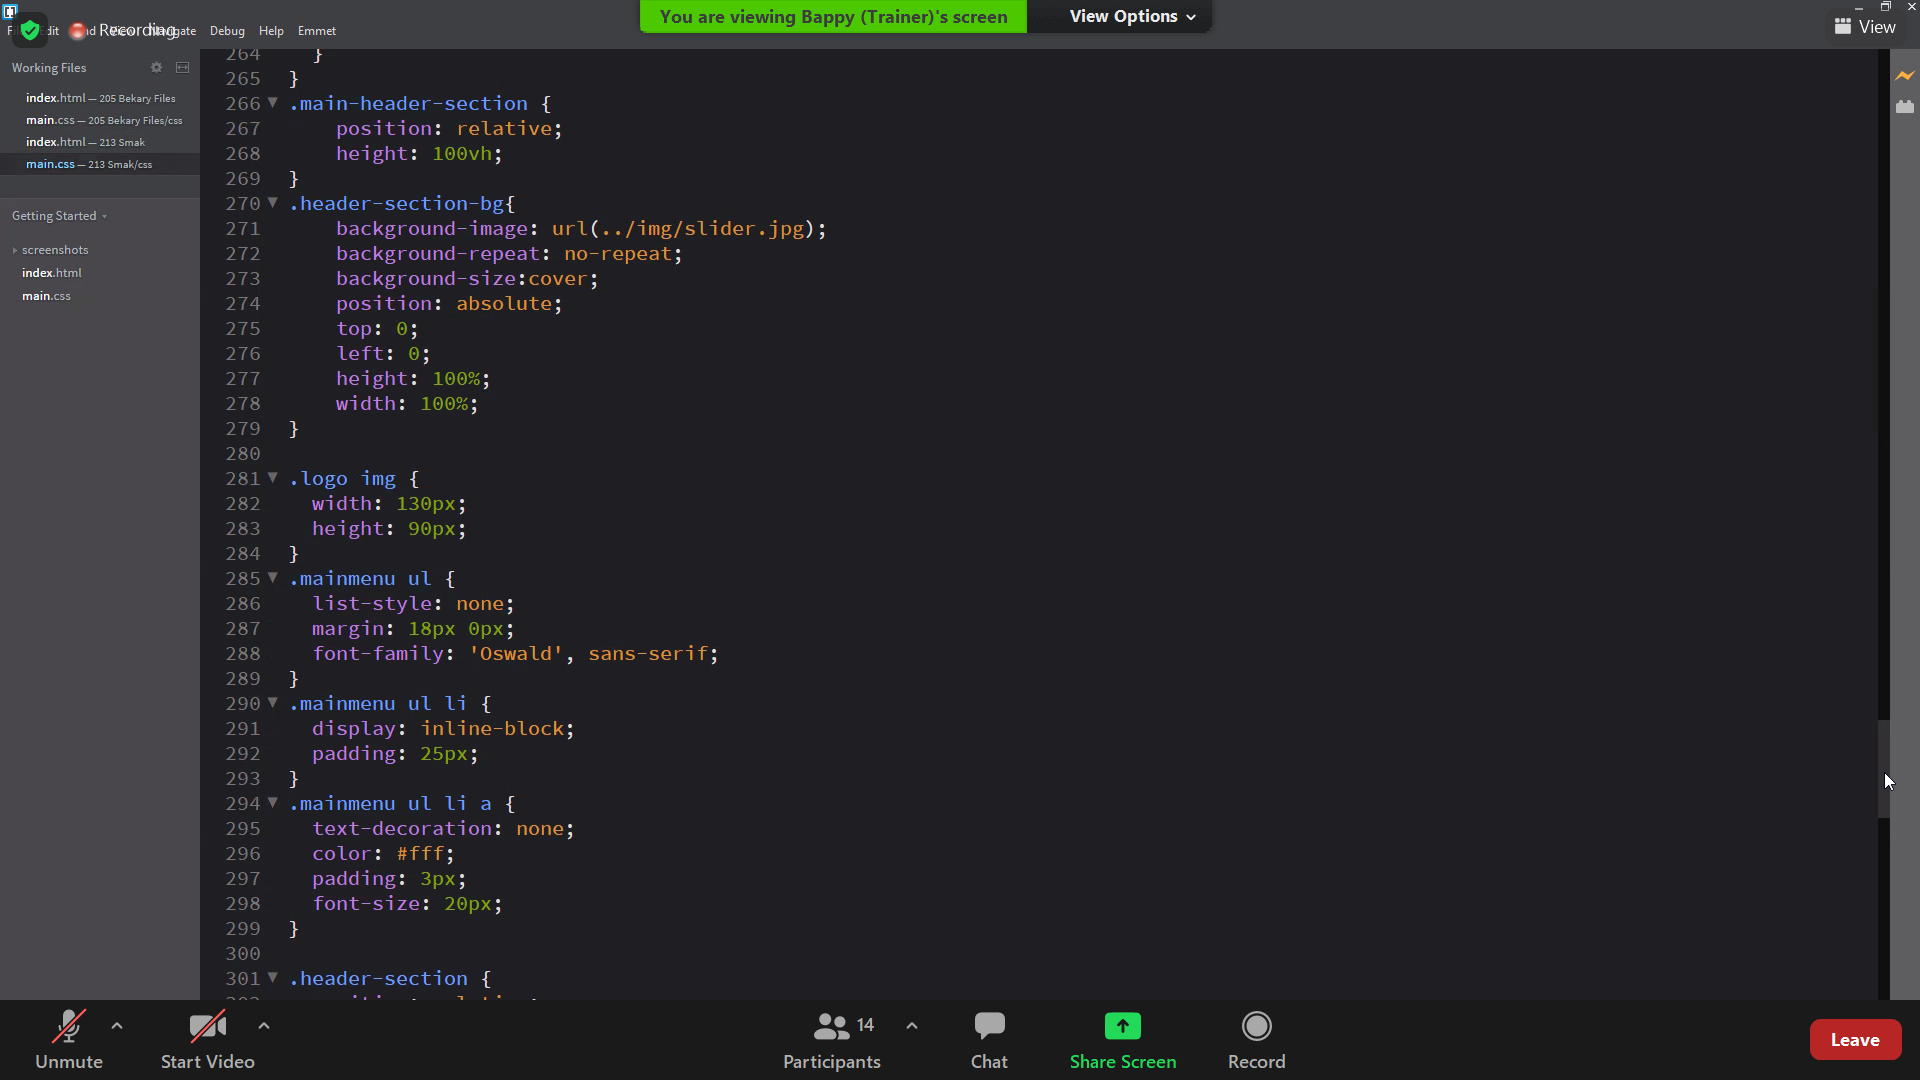 You are viewing Bappy (Trainer)'s screen
View Options
View
Recording
Debug Help Emmet
Working Files
index.html — 205 Bekary Files
main.css — 205 Bekary Files/css
index.html — 213 Smak
main.css — 213 Smak/css
Getting Started
screenshots
index.html
main.css
264 }
265 }
266 .main-header-section {
267 position: relative;
268 height: 100vh;
269 }
270 .header-section-bg{
271 background-image: url(../img/slider.jpg);
272 background-repeat: no-repeat;
273 background-size:cover;
274 position: absolute;
275 top: 0;
276 left: 0;
277 height: 100%;
278 width: 100%;
279 }
280
281 .logo img {
282 width: 130px;
283 height: 90px;
284 }
285 .mainmenu ul {
286 list-style: none;
287 margin: 18px 0px;
288 font-family: 'Oswald', sans-serif;
289 }
290 .mainmenu ul li {
291 display: inline-block;
292 padding: 25px;
293 }
294 .mainmenu ul li a {
295 text-decoration: none;
296 color: #fff;
297 padding: 3px;
298 font-size: 20px;
299 }
300
301 .header-section {
Unmute
Start Video
14
Participants
Chat
Share Screen
Record
Leave